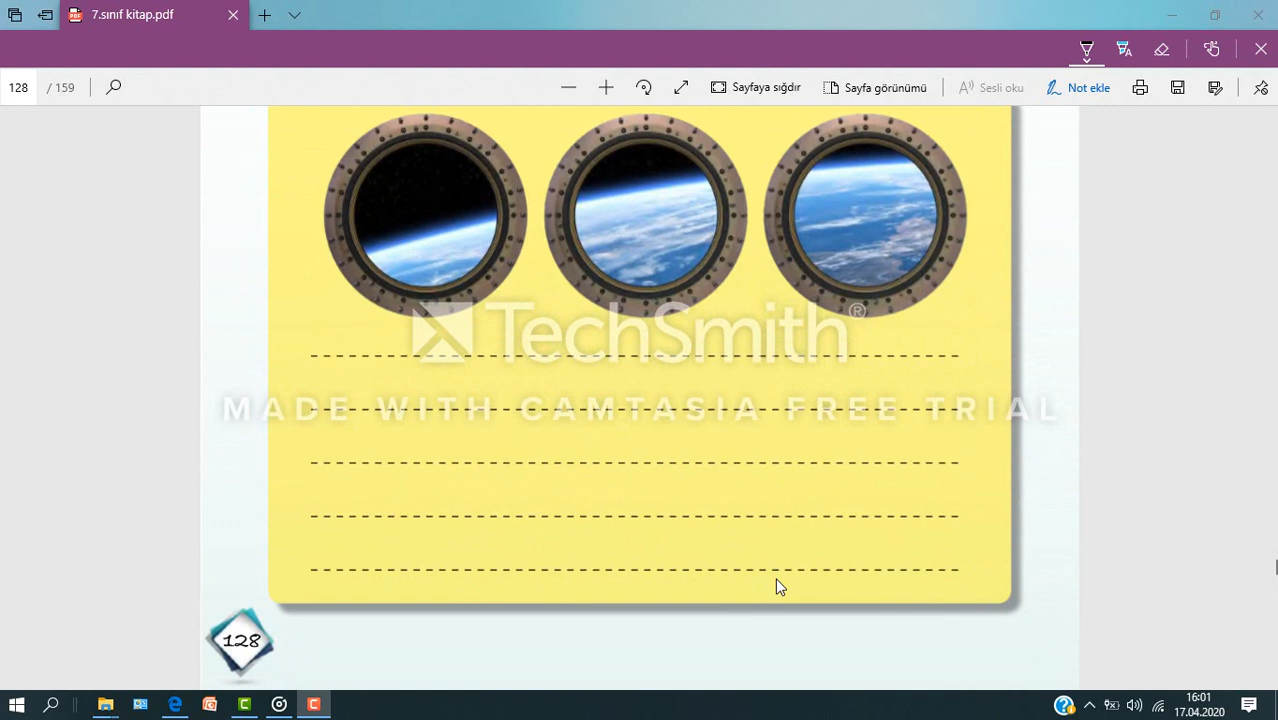 7.sınıf kitap.pdf
128 / 159
Sayfaya sığdır
Sayfa görünümü
Sesli oku
Not ekle
TechSmith®
MADE WITH CAMTASIA FREE TRIAL
128
16:01
17.04.2020